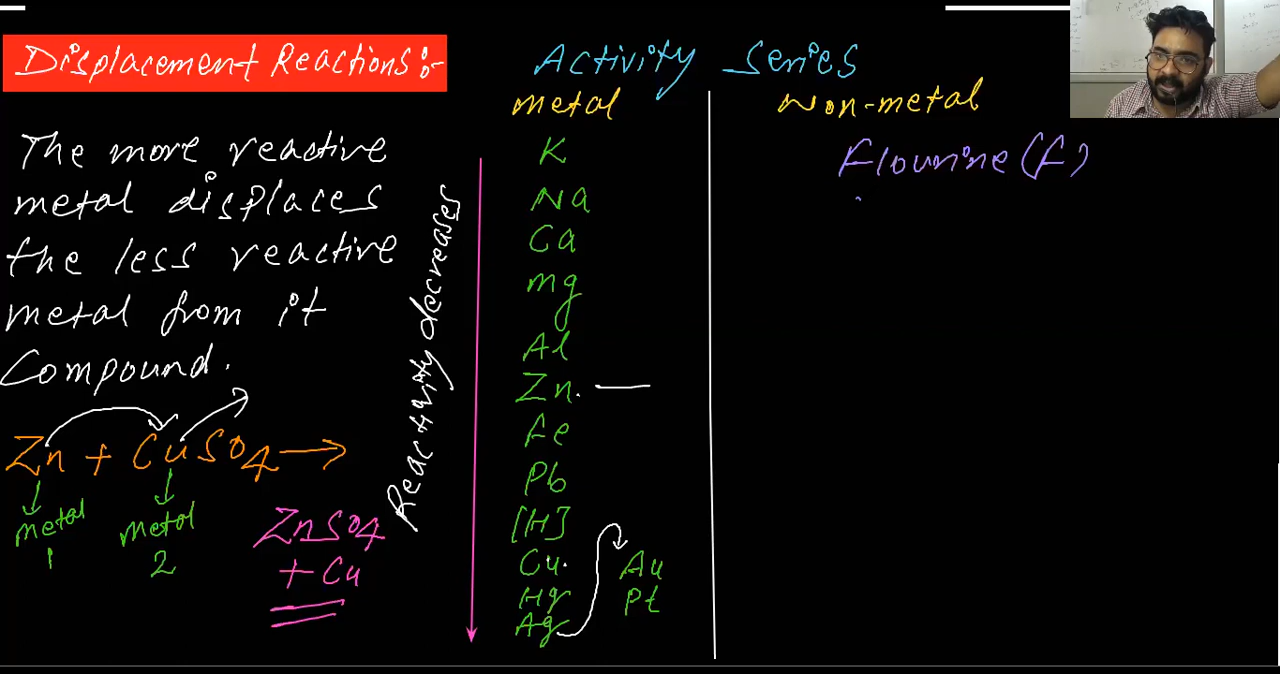 Displacement Reactions:-
The more reactive
metal displaces
the less reactive
metal from it
Compound.
Zn + CuSO4 →
metal
1
metal
2
ZnSO4
+ Cu
Reactivity decreases
Activity Series
metal
K
Na
Ca
mg
Al
Zn
Fe
Pb
[H]
Cu
Hg
Ag
Au
Pt
Non-metal
Flourine (F)